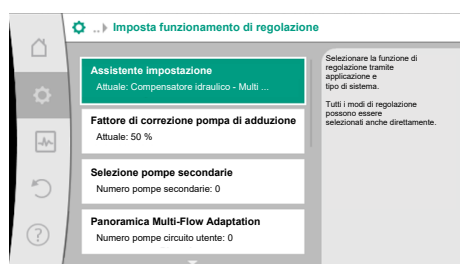 ..▸ Imposta funzionamento di regolazione
Assistente impostazione
Attuale: Compensatore idraulico - Multi ...
Fattore di correzione pompa di adduzione
Attuale: 50 %
Selezione pompe secondarie
Numero pompe secondarie: 0
Panoramica Multi-Flow Adaptation
Numero pompe circuito utente: 0
Selezionare la funzione di
regolazione tramite
applicazione e
tipo di sistema.
Tutti i modi di regolazione
possono essere
selezionati anche direttamente.
?